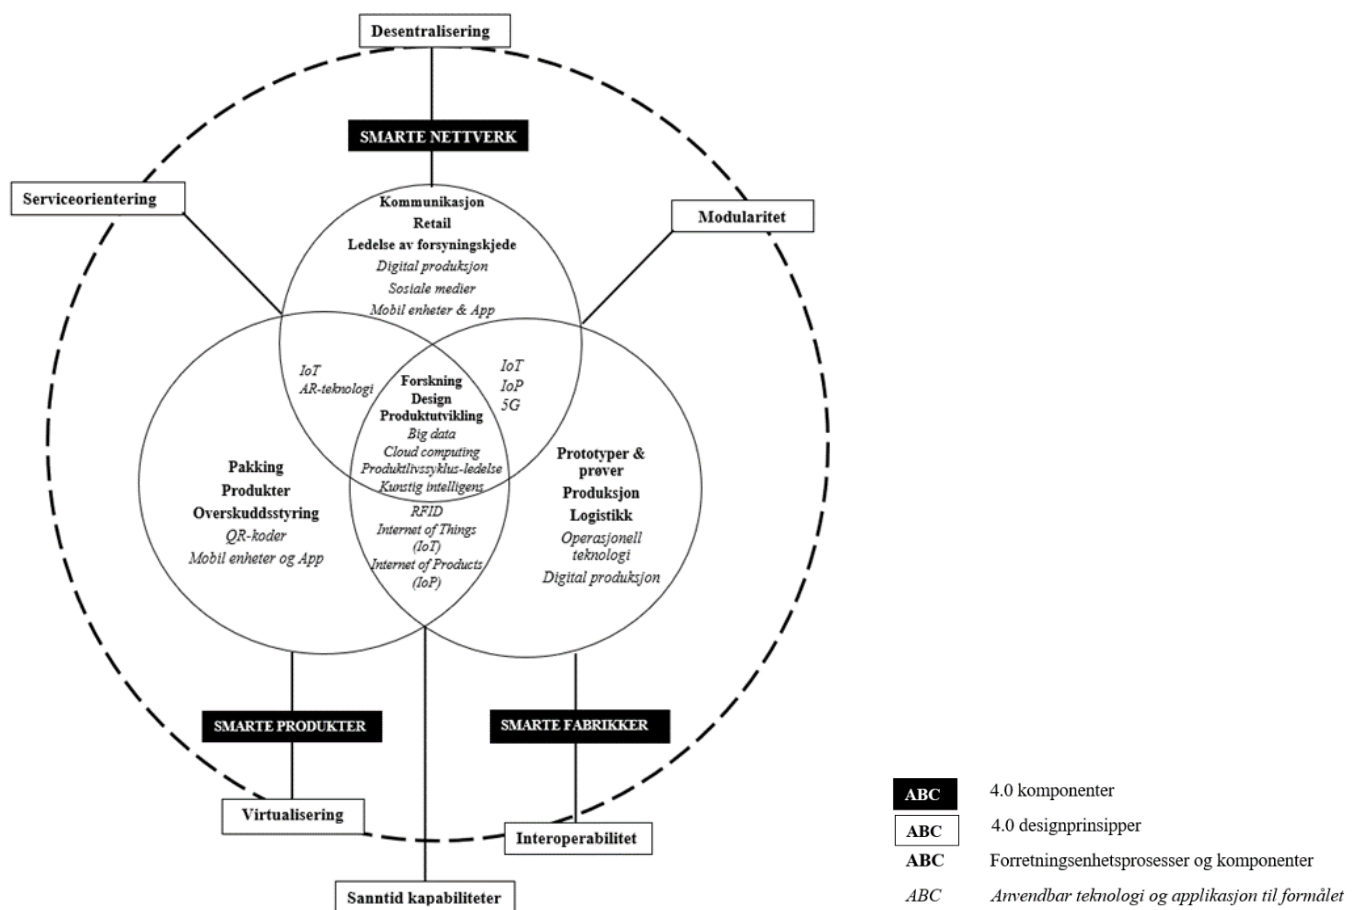 Desentralisering
SMARTE NETTVERK
Serviceorientering
Modularitet
Kommunikasjon
Retail
Ledelse av forsyningskjede
Digital produksjon
Sosiale medier
Mobil enheter & App
IoT
AR-teknologi
IoT
IoP
5G
Forskning
Design
Produktutvikling
Big data
Cloud computing
Produktlivssyklus-ledelse
Kunstig intelligens
Pakking
Produkter
Overskuddsstyring
QR-koder
Mobil enheter og App
Prototyper &
prøver
Produksjon
Logistikk
Operasjonell
teknologi
Digital produksjon
RFID
Internet of Things
(IoT)
Internet of Products
(IoP)
SMARTE PRODUKTER
SMARTE FABRIKKER
Virtualisering
Interoperabilitet
Sanntid kapabiliteter
ABC 4.0 komponenter
ABC 4.0 designprinsipper
ABC Forretningsenhetsprosesser og komponenter
ABC Anvendbar teknologi og applikasjon til formålet